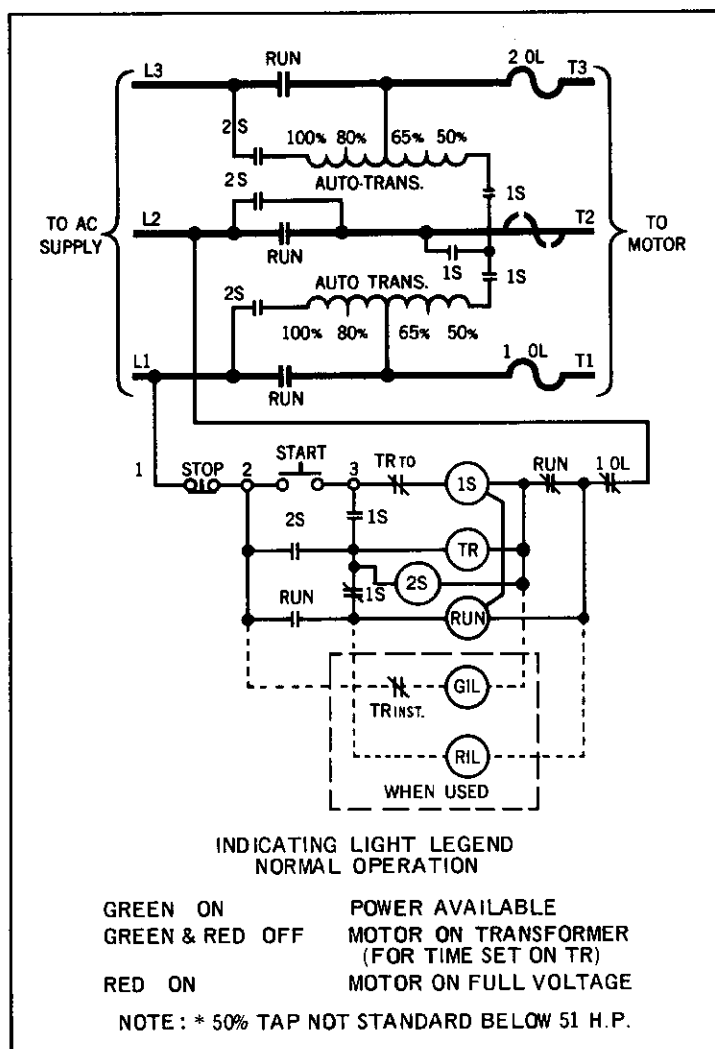 L3 RUN 2 OL T3
2S 100% 80% 65% 50%
AUTO-TRANS.
2S 1S
TO AC SUPPLY L2 T2 TO MOTOR
RUN 1S 1S
2S AUTO TRANS.
100% 80% 65% 50%
L1 1 OL T1
RUN
1 STOP 2 START 3 TR TO 1S RUN 1 OL
2S 1S TR
2S
RUN 1S RUN
GIL
TR INST.
RIL
WHEN USED
INDICATING LIGHT LEGEND
NORMAL OPERATION
GREEN ON POWER AVAILABLE
GREEN & RED OFF MOTOR ON TRANSFORMER
(FOR TIME SET ON TR)
RED ON MOTOR ON FULL VOLTAGE
NOTE: * 50% TAP NOT STANDARD BELOW 51 H.P.